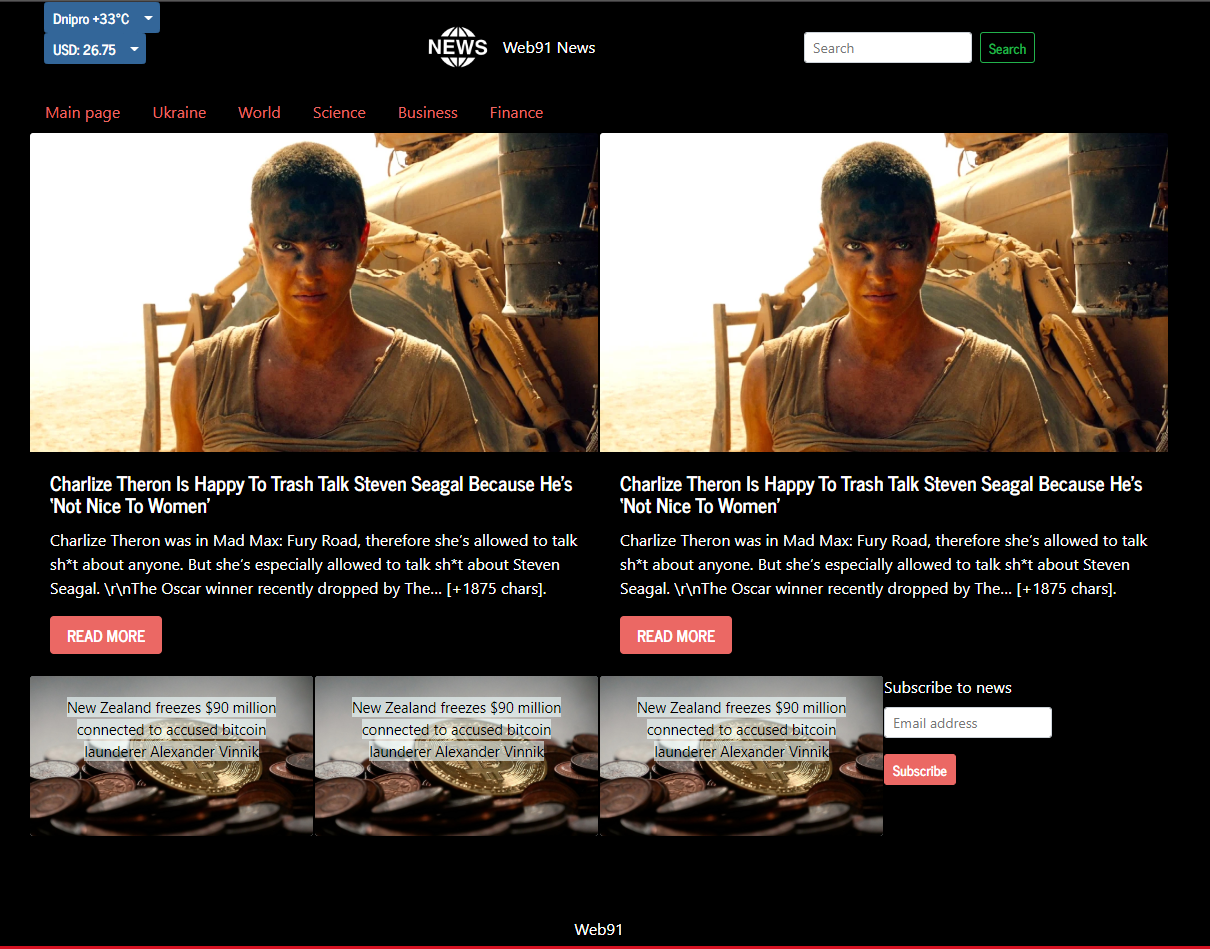 Dnipro +33°C
USD: 26.75
NEWS
Web91 News
Search
Search
Main page
Ukraine
World
Science
Business
Finance
Charlize Theron Is Happy To Trash Talk Steven Seagal Because He's
'Not Nice To Women'
Charlize Theron was in Mad Max: Fury Road, therefore she's allowed to talk
sh*t about anyone. But she's especially allowed to talk sh*t about Steven
Seagal. \r\nThe Oscar winner recently dropped by The… [+1875 chars].
READ MORE
Charlize Theron Is Happy To Trash Talk Steven Seagal Because He's
'Not Nice To Women'
Charlize Theron was in Mad Max: Fury Road, therefore she's allowed to talk
sh*t about anyone. But she's especially allowed to talk sh*t about Steven
Seagal. \r\nThe Oscar winner recently dropped by The… [+1875 chars].
READ MORE
New Zealand freezes $90 million
connected to accused bitcoin
launderer Alexander Vinnik
New Zealand freezes $90 million
connected to accused bitcoin
launderer Alexander Vinnik
New Zealand freezes $90 million
connected to accused bitcoin
launderer Alexander Vinnik
Subscribe to news
Email address
Subscribe
Web91